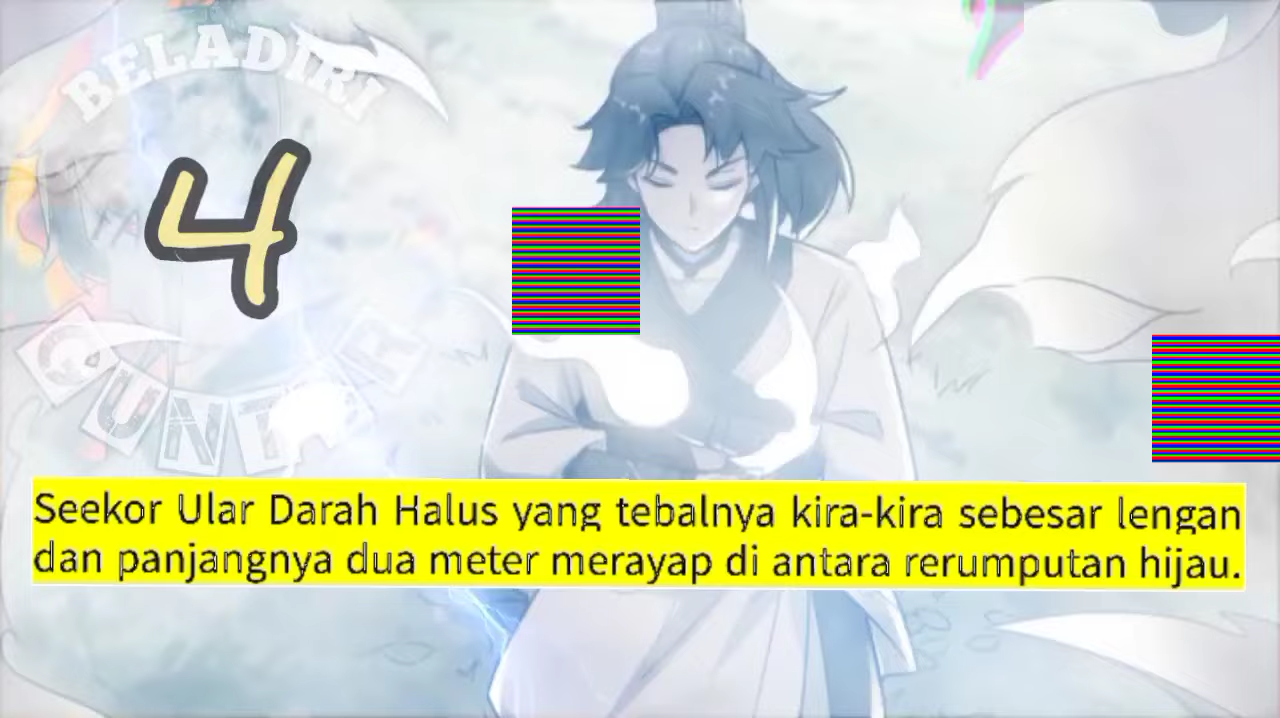 BELADIRI
4
GUNTUR
Seekor Ular Darah Halus yang tebalnya kira-kira sebesar lengan
dan panjangnya dua meter merayap di antara rerumputan hijau.